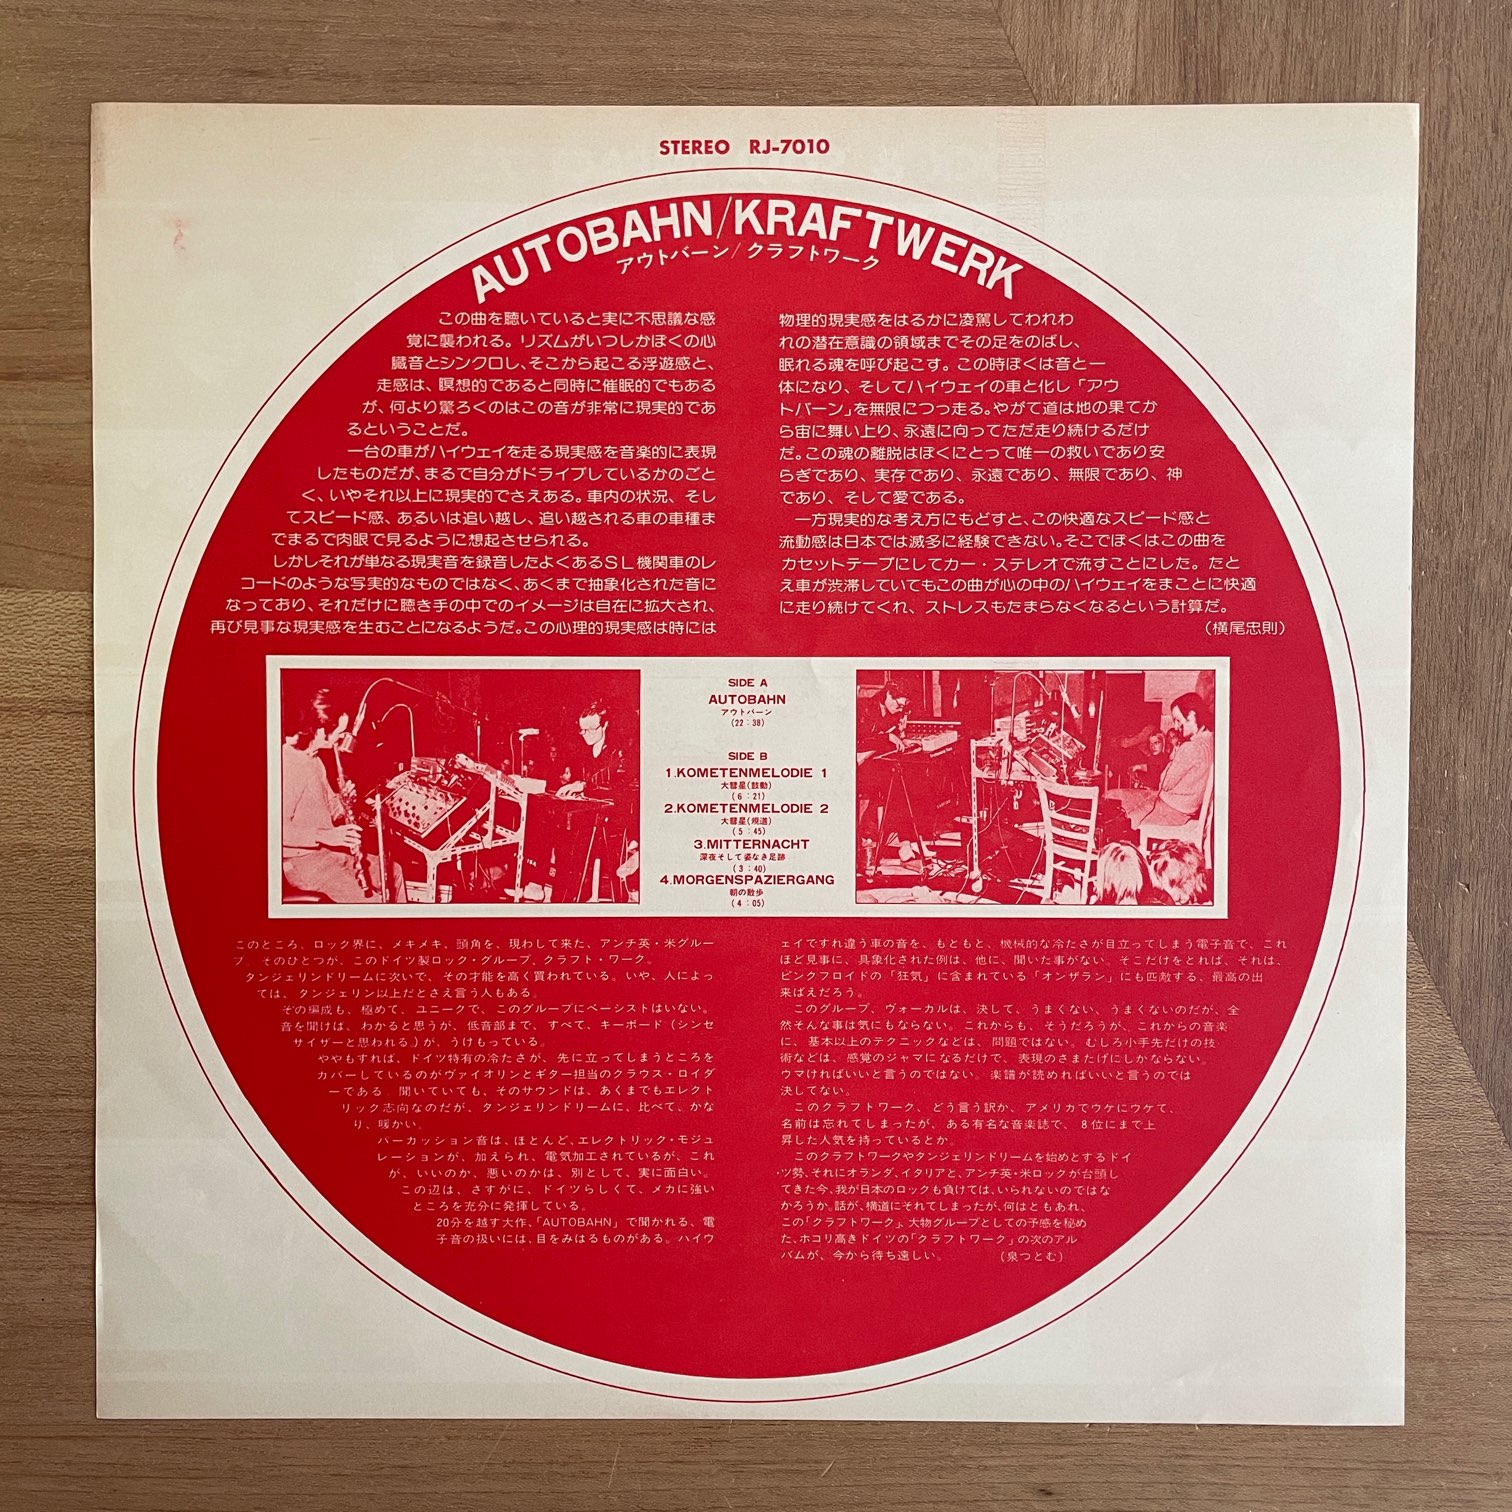 STEREO RJ-7010
AUTOBAHN/KRAFTWERK
アウトバーン/クラフトワーク
この曲を聴いていると実に不思議な感
覚に襲われる。リズムがいつしかぼくの心
臓音とシンクロし、そこから起こる浮遊感と、
走感は、瞑想的であると同時に催眠的でもある
が、何より驚ろくのはこの音が非常に現実的であ
るということだ。
一台の車がハイウェイを走る現実感を音楽的に表現
したものだが、まるで自分がドライブしているかのごと
く、いやそれ以上に現実的でさえある。車内の状況、そし
てスピード感、あるいは追い越し、追い越される車の車種ま
でまるで肉眼で見るように想起させられる。
しかしそれが単なる現実音を録音したよくあるSL機関車のレ
コードのような写実的なものではなく、あくまで抽象化された音に
なっており、それだけに聴き手の中でのイメージは自在に拡大され、
再び見事な現実感を生むことになるようだ。この心理的現実感は時には
物理的現実感をはるかに凌駕してわれわ
れの潜在意識の領域までその足をのばし、
眠れる魂を呼び起こす。この時ぼくは音と一
体になり、そしてハイウェイの車と化し「アウ
トバーン」を無限につっ走る。やがて道は地の果てか
ら宙に舞い上り、永遠に向ってただ走り続けるだけ
だ。この魂の離脱はぼくにとって唯一の救いであり安
らぎであり、実存であり、永遠であり、無限であり、神
であり、そして愛である。
一方現実的な考え方にもどすと、この快適なスピード感と
流動感は日本では滅多に経験できない。そこでぼくはこの曲を
カセットテープにしてカー・ステレオで流すことにした。たと
え車が渋滞していてもこの曲が心の中のハイウェイをまことに快適
に走り続けてくれ、ストレスもたまらなくなるという計算だ。
(横尾忠則)
SIDE A
AUTOBAHN
アウトバーン
(22:38)
SIDE B
1.KOMETENMELODIE 1
大彗星(鼓動)
(6:21)
2.KOMETENMELODIE 2
大彗星(規道)
(5:45)
3.MITTERNACHT
深夜そして姿なき足跡
(3:40)
4.MORGENSPAZIERGANG
朝の散歩
(4:05)
このところ、ロック界に、メキメキ、頭角を、現わして来た、アンチ英・米グルー
プ。そのひとつが、このドイツ製ロック・グループ、クラフト・ワーク。
タンジェリンドリームに次いで、その才能を高く買われている。いや、人によっ
ては、タンジェリン以上だとさえ言う人もある。
その編成も、極めて、ユニークで、このグループにベーシストはいない。
音を聞けば、わかると思うが、低音部まで、すべて、キーボード(シンセ
サイザーと思われる。)が、うけもっている。
ややもすれば、ドイツ特有の冷たさが、先に立ってしまうところを
カバーしているのがヴァイオリンとギター担当のクラウス・ロイダ
ーである。聞いていても、そのサウンドは、あくまでもエレクト
リック志向なのだが、タンジェリンドリームに、比べて、かな
り、暖かい。
パーカッション音は、ほとんど、エレクトリック・モジュ
レーションが、加えられ、電気加工されているが、これ
が、いいのか、悪いのかは、別として、実に面白い。
この辺は、さすがに、ドイツらしくて、メカに強い
ところを充分に発揮している。
20分を越す大作、「AUTOBAHN」で聞かれる、電
子音の扱いには、目をみはるものがある。ハイウ
ェイですれ違う車の音を、もともと、機械的な冷たさが目立ってしまう電子音で、これ
ほど見事に、具象化された例は、他に、聞いた事がない。そこだけをとれば、それは、
ピンクフロイドの「狂気」に含まれている「オンザラン」にも匹敵する、最高の出
来ばえだろう。
このグループ、ヴォーカルは、決して、うまくない、うまくないのだが、全
然そんな事は気にもならない。これからも、そうだろうが、これからの音楽
に、基本以上のテクニックなどは、問題ではない。むしろ小手先だけの技
術などは、感覚のジャマになるだけで、表現のさまたげにしかならない。
ウマければいいと言うのではない。楽譜が読めればいいと言うのでは
決してない。
このクラフトワーク、どう言う訳か、アメリカでウケにウケて、
名前は忘れてしまったが、ある有名な音楽誌で、8位にまで上
昇した人気を持っているとか。
このクラフトワークやタンジェリンドリームを始めとするドイ
ツ勢、それにオランダ、イタリアと、アンチ英・米ロックが台頭し
てきた今、我が日本のロックも負けては、いられないのではな
かろうか。話が、横道にそれてしまったが、何はともあれ、
この「クラフトワーク」、大物グループとしての予感を秘め
た、ホコリ高きドイツの「クラフトワーク」の次のアル
バムが、今から待ち遠しい。 (泉つとむ)